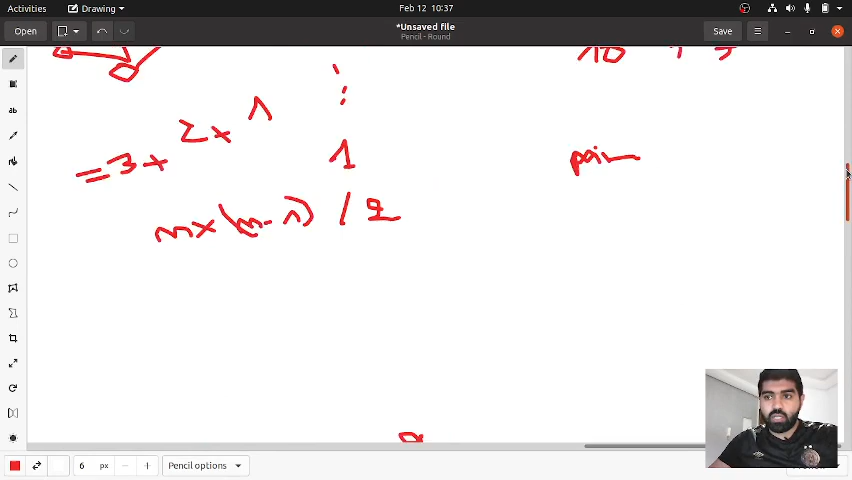 Activities
Drawing
Feb 12 10:37
Open
*Unsaved file
Pencil - Round
Save
= 3 x 2 x 1
1
pair
n x (n - 1) / 2
6 px
Pencil options